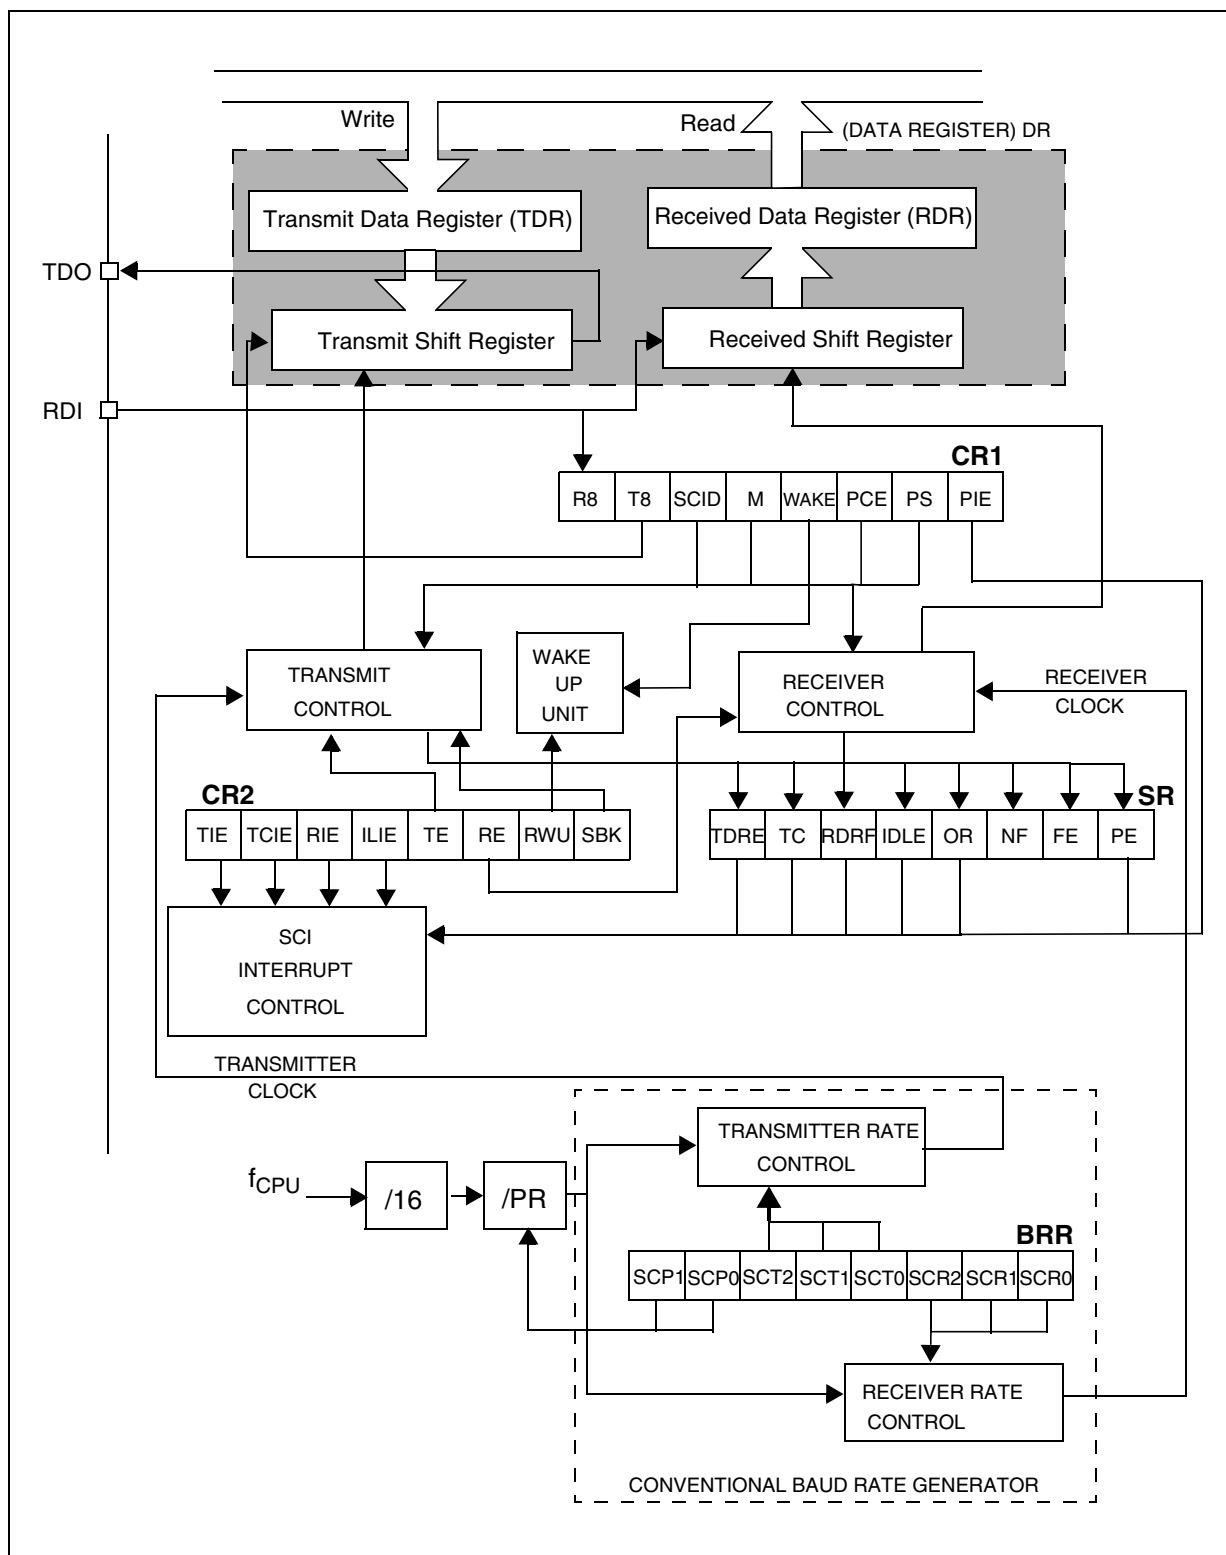 Write
Read
(DATA REGISTER) DR
Transmit Data Register (TDR)
Received Data Register (RDR)
TDO
Transmit Shift Register
Received Shift Register
RDI
CR1
R8 T8 SCID M WAKE PCE PS PIE
TRANSMIT
CONTROL
WAKE
UP
UNIT
RECEIVER
CONTROL
RECEIVER
CLOCK
CR2
TIE TCIE RIE ILIE TE RE RWU SBK
SR
TDRE TC RDRF IDLE OR NF FE PE
SCI
INTERRUPT
CONTROL
TRANSMITTER
CLOCK
TRANSMITTER RATE
CONTROL
fCPU
/16
/PR
BRR
SCP1 SCP0 SCT2 SCT1 SCT0 SCR2 SCR1 SCR0
RECEIVER RATE
CONTROL
CONVENTIONAL BAUD RATE GENERATOR